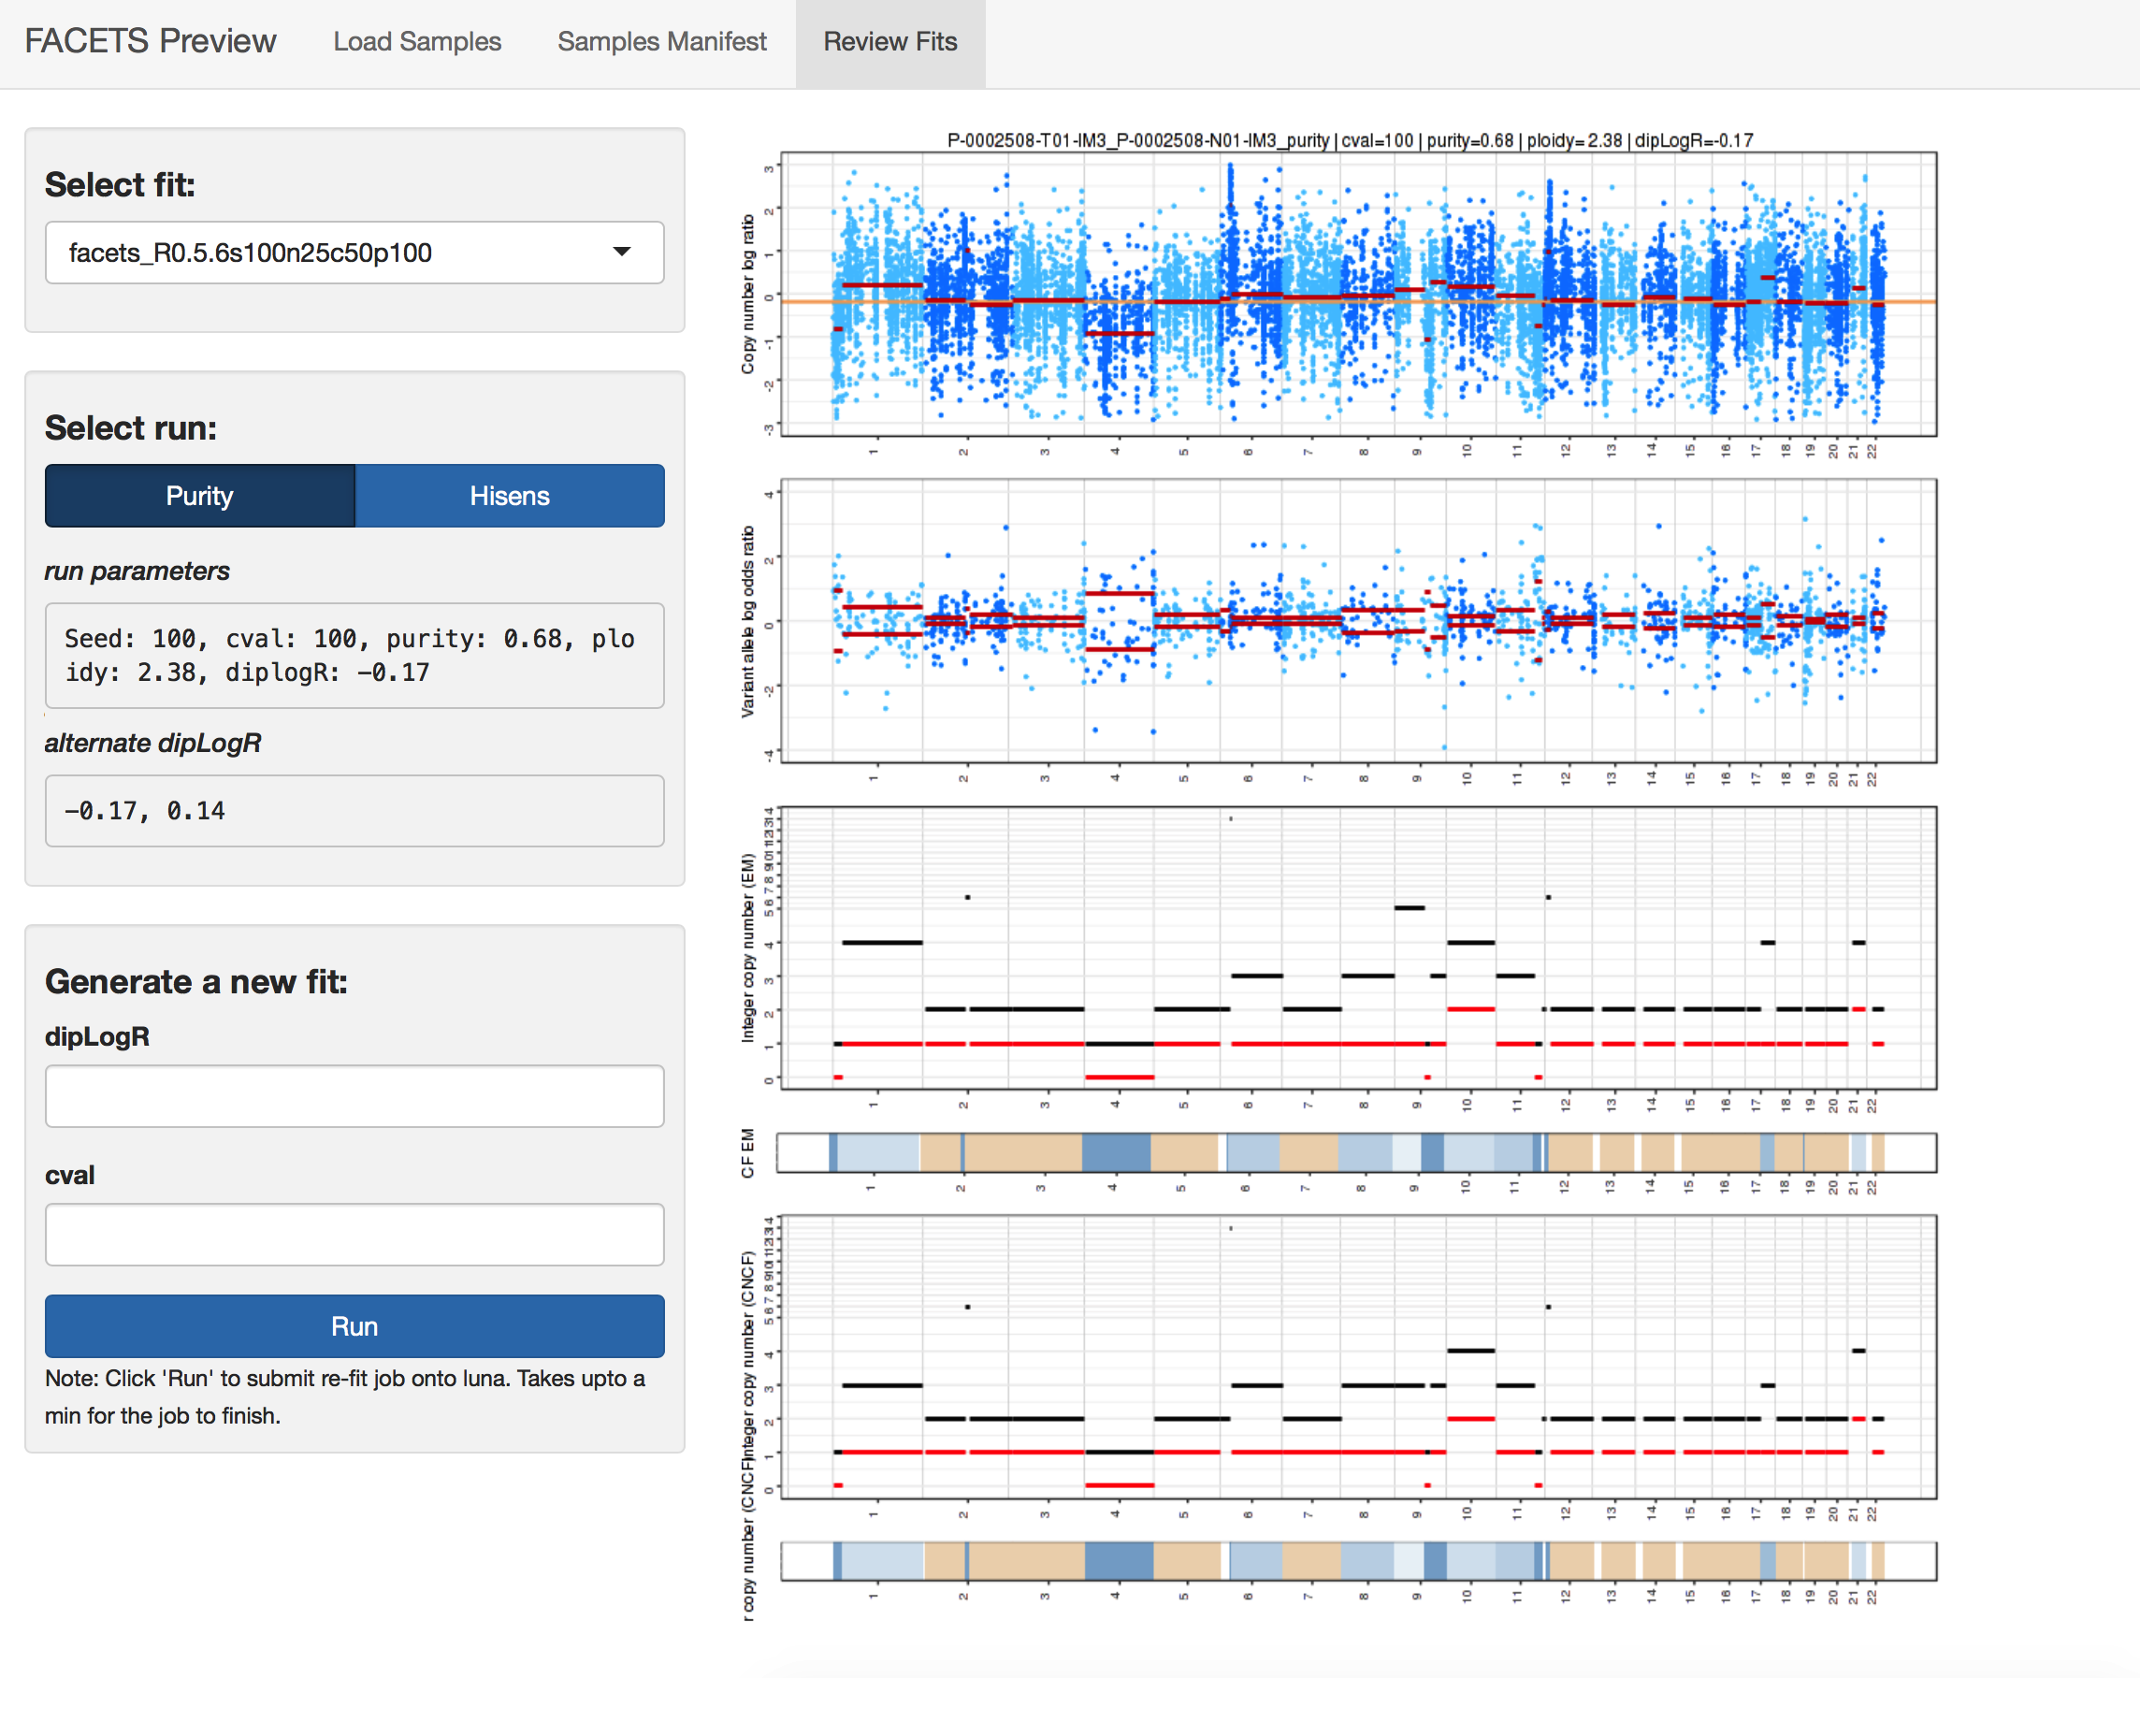 FACETS Preview
Load Samples
Samples Manifest
Review Fits
Select fit:
facets_R0.5.6s100n25c50p100
Select run:
Purity
Hisens
run parameters
Seed: 100, cval: 100, purity: 0.68, plo
idy: 2.38, diplogR: −0.17
alternate dipLogR
−0.17, 0.14
Generate a new fit:
dipLogR
cval
Run
Note: Click 'Run' to submit re-fit job onto luna. Takes upto a
min for the job to finish.
P-0002508-T01-IM3_P-0002508-N01-IM3_purity | cval=100 | purity=0.68 | ploidy= 2.38 | dipLogR=-0.17
Copy number log ratio
3
2
1
0
-1
-2
-3
1 2 3 4 5 6 7 8 9 10 11 12 13 14 15 16 17 18 19 20 21 22
Variant allele log odds ratio
4
2
0
-2
-4
1 2 3 4 5 6 7 8 9 10 11 12 13 14 15 16 17 18 19 20 21 22
Integer copy number (EM)
14
13
12
11
10
9
8
7
6
5
4
3
2
1
0
1 2 3 4 5 6 7 8 9 10 11 12 13 14 15 16 17 18 19 20 21 22
CF EM
1 2 3 4 5 6 7 8 9 10 11 12 13 14 15 16 17 18 19 20 21 22
Integer copy number (CNCF)
14
13
12
11
10
9
8
7
6
5
4
3
2
1
0
1 2 3 4 5 6 7 8 9 10 11 12 13 14 15 16 17 18 19 20 21 22
r copy number (CNCF)
1 2 3 4 5 6 7 8 9 10 11 12 13 14 15 16 17 18 19 20 21 22